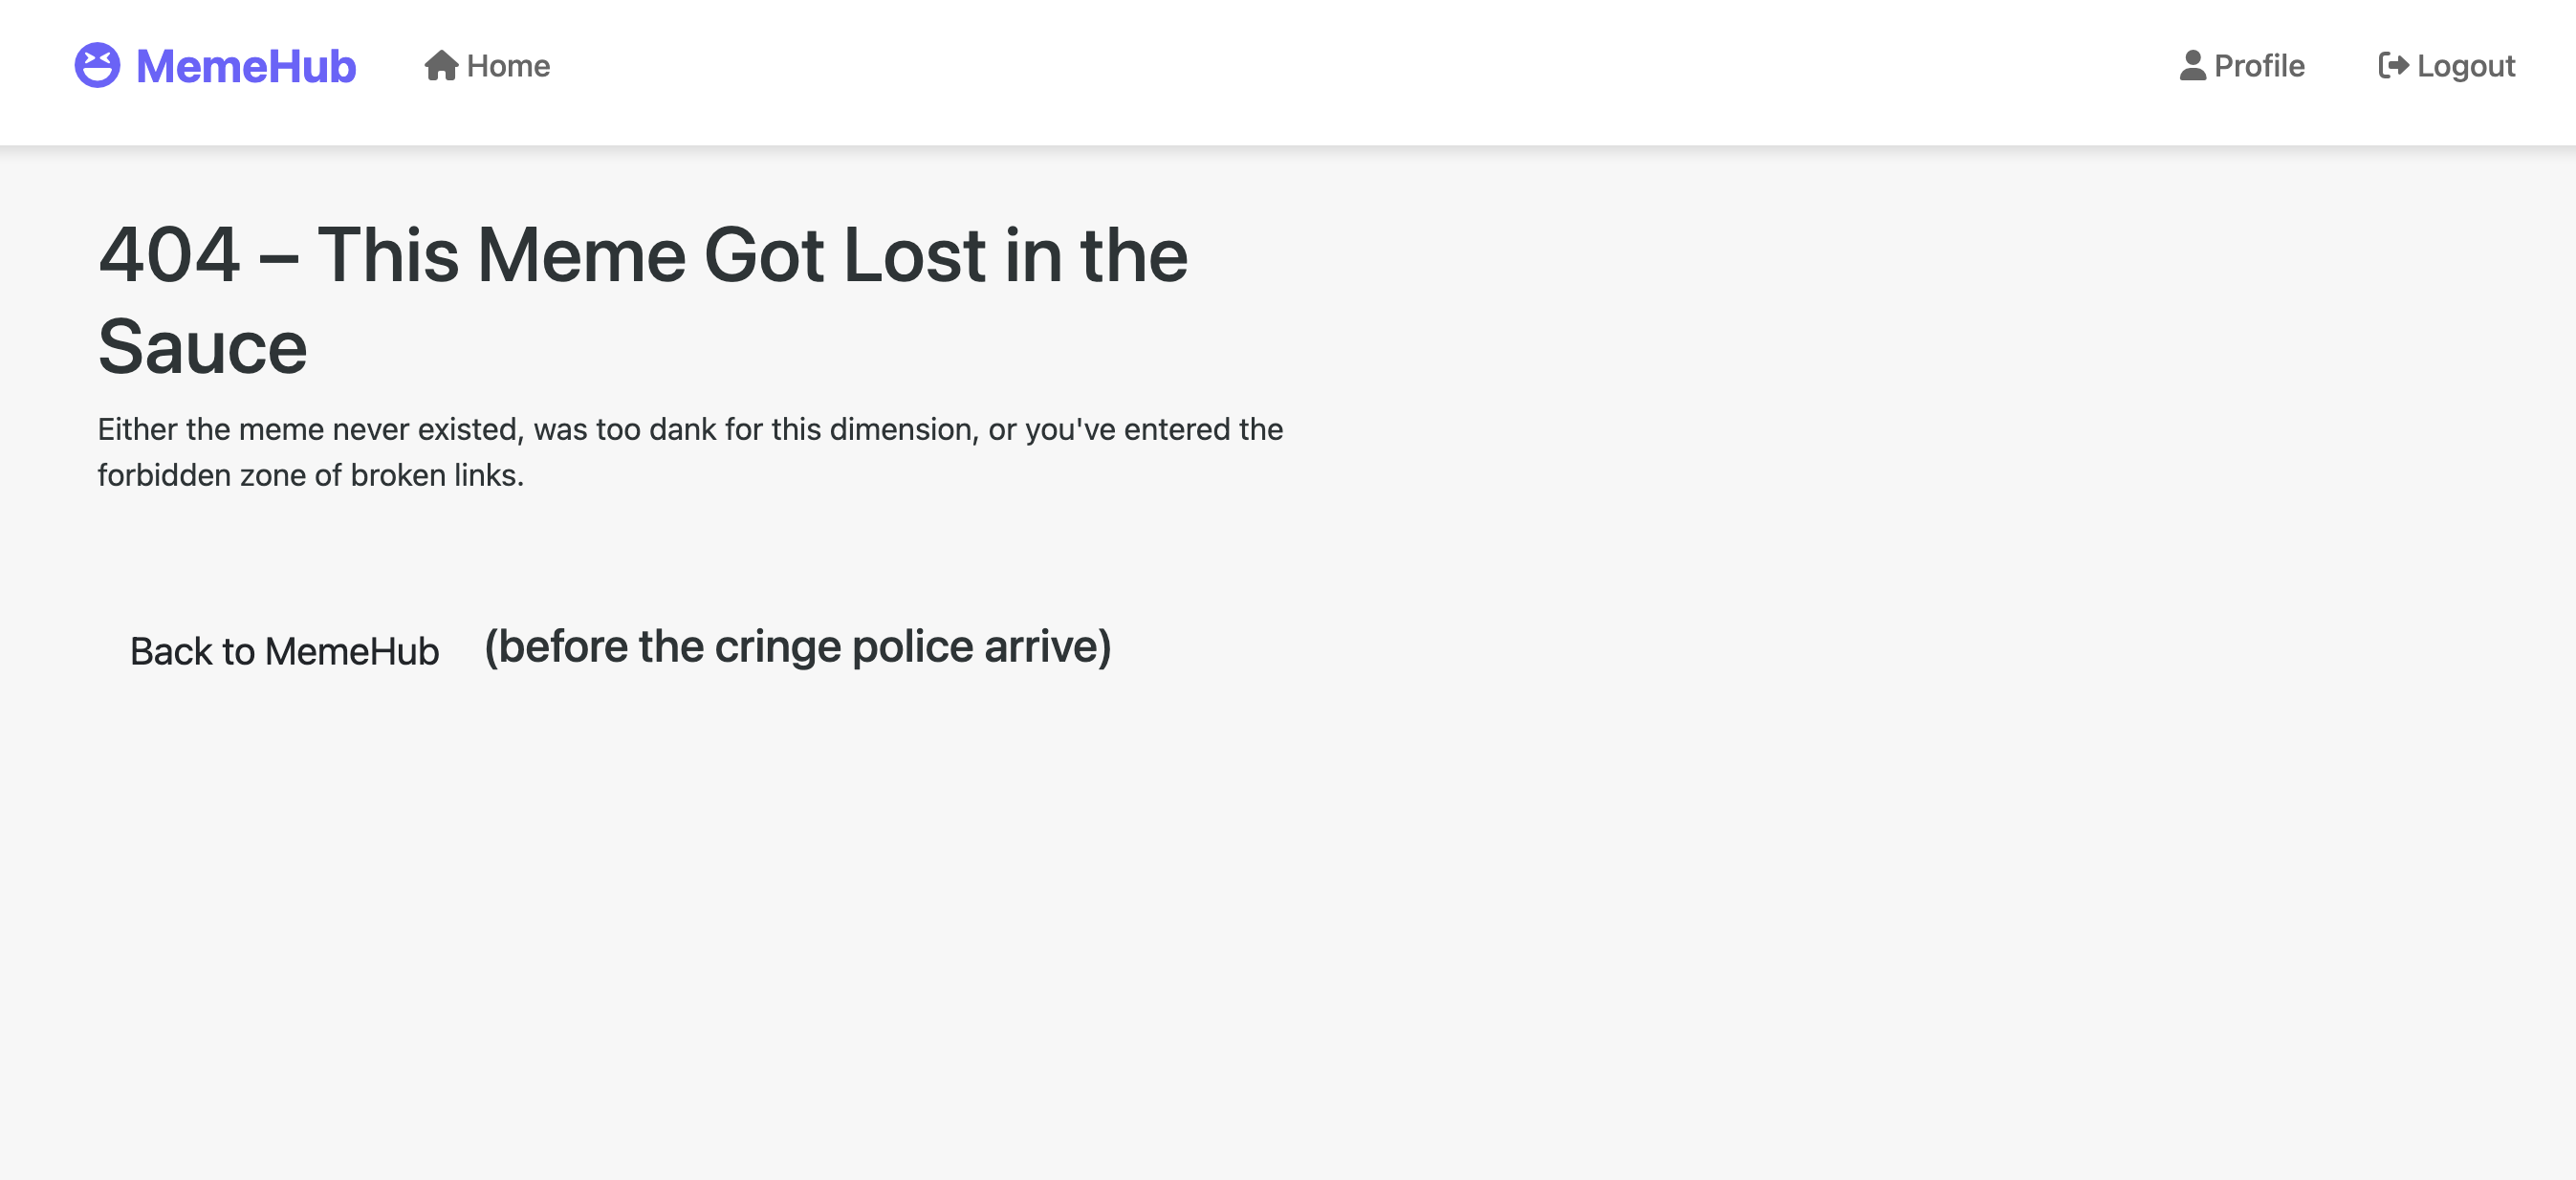 MemeHub
Home
Profile
Logout
404 – This Meme Got Lost in the
Sauce
Either the meme never existed, was too dank for this dimension, or you've entered the
forbidden zone of broken links.
Back to MemeHub
(before the cringe police arrive)